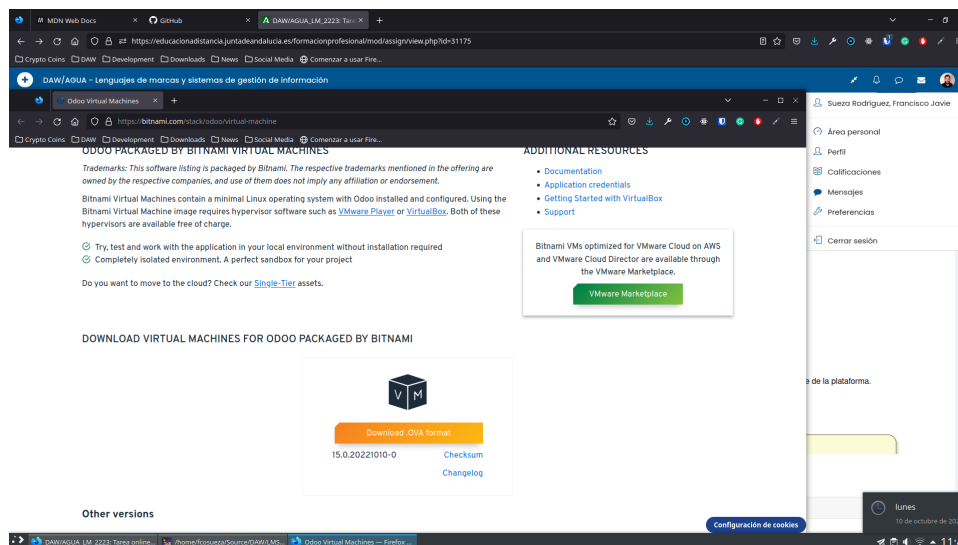 MDN Web Docs
GitHub
DAW/AGUA_LM_2223: Tare
https://educacionadistancia.juntadeandalucia.es/formacionprofesional/mod/assign/view.php?id=31175
Crypto Coins DAW Development Downloads News Social Media Comenzar a usar Fire...
DAW/AGUA - Lenguajes de marcas y sistemas de gestión de información
Odoo Virtual Machines
https://bitnami.com/stack/odoo/virtual-machine
Crypto Coins DAW Development Downloads News Social Media Comenzar a usar Fire...
ODOO PACKAGED BY BITNAMI VIRTUAL MACHINES
Trademarks: This software listing is packaged by Bitnami. The respective trademarks mentioned in the offering are
owned by the respective companies, and use of them does not imply any affiliation or endorsement.
Bitnami Virtual Machines contain a minimal Linux operating system with Odoo installed and configured. Using the
Bitnami Virtual Machine image requires hypervisor software such as VMware Player or VirtualBox. Both of these
hypervisors are available free of charge.
Try, test and work with the application in your local environment without installation required
Completely isolated environment. A perfect sandbox for your project
Do you want to move to the cloud? Check our Single-Tier assets.
ADDITIONAL RESOURCES
Documentation
Application credentials
Getting Started with VirtualBox
Support
Bitnami VMs optimized for VMware Cloud on AWS
and VMware Cloud Director are available through
the VMware Marketplace.
VMware Marketplace
DOWNLOAD VIRTUAL MACHINES FOR ODOO PACKAGED BY BITNAMI
VM
Download .OVA format
15.0.20221010-0 Checksum
Changelog
Other versions
Configuración de cookies
Sueza Rodríguez, Francisco Javie
Área personal
Perfil
Calificaciones
Mensajes
Preferencias
Cerrar sesión
de la plataforma.
lunes
10 de octubre de 202
DAW/AGUA_LM_2223: Tarea online...
/home/fcosueza/Source/DAW/LMS...
Odoo Virtual Machines — Firefox ...
11: